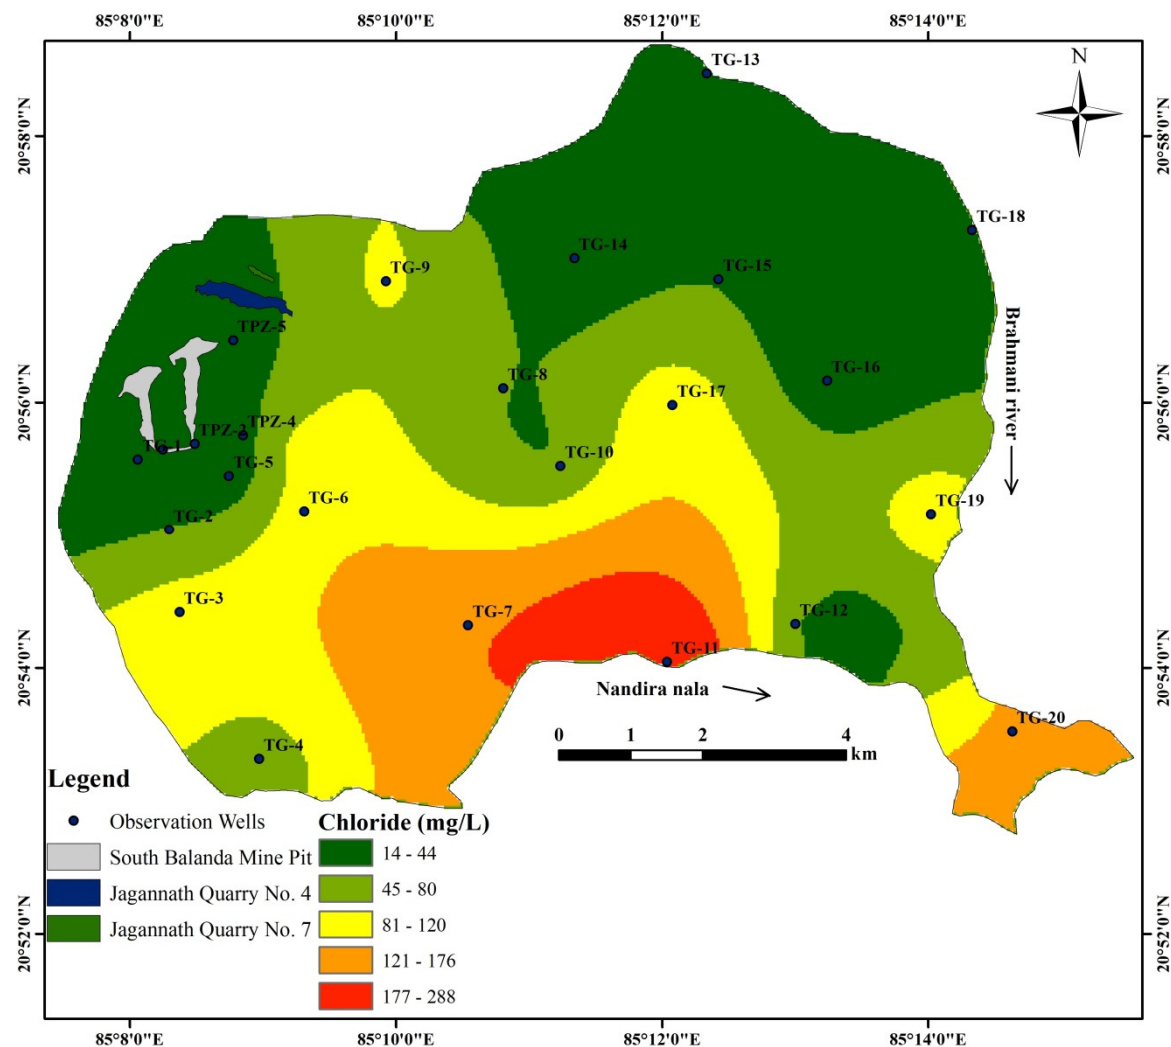 85°8'0"E 85°10'0"E 85°12'0"E 85°14'0"E
N
20°58'0"N 20°58'0"N
20°56'0"N 20°56'0"N
20°54'0"N 20°54'0"N
20°52'0"N 20°52'0"N
TG-13
TG-18
TG-14
TG-15
TG-9
TPZ-5
TG-8
TG-16
TG-17
Brahmani river
TPZ-4
TPZ-3
TG-1
TG-5
TG-10
TG-6
TG-19
TG-2
TG-3
TG-7
TG-12
TG-11
Nandira nala
TG-20
TG-4
0 1 2 4
km
Legend
Observation Wells
South Balanda Mine Pit
Jagannath Quarry No. 4
Jagannath Quarry No. 7
Chloride (mg/L)
14 - 44
45 - 80
81 - 120
121 - 176
177 - 288
85°8'0"E 85°10'0"E 85°12'0"E 85°14'0"E